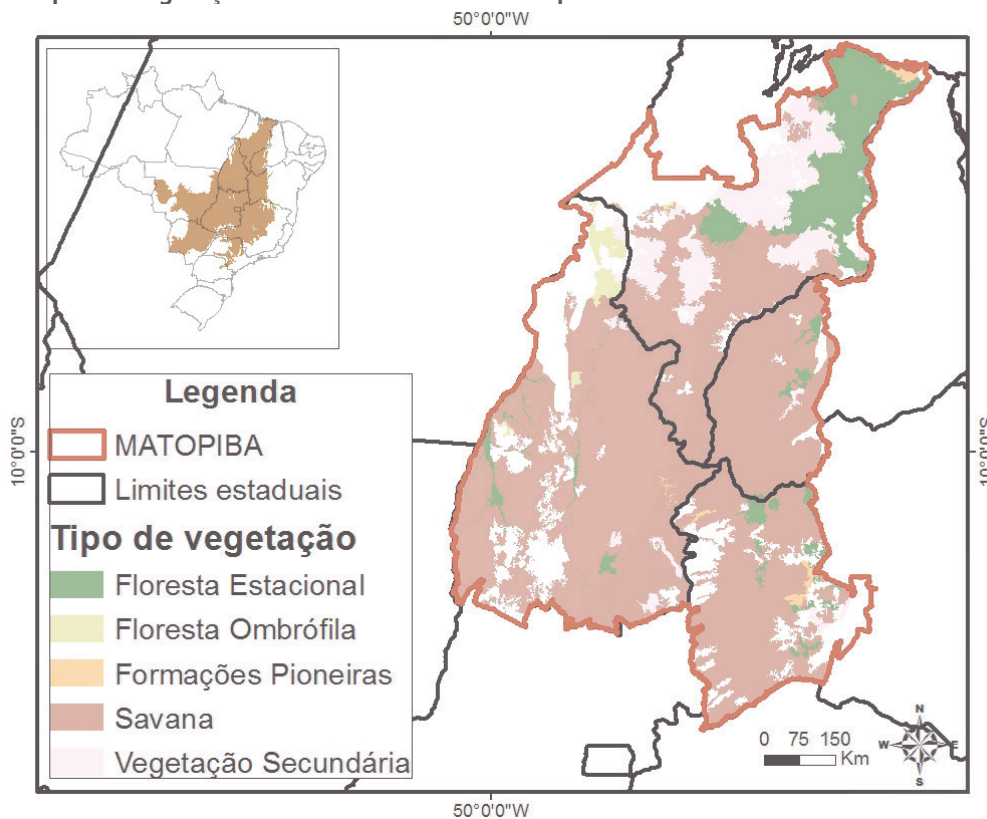 50°0'0"W
Legenda
MATOPIBA
Limites estaduais
Tipo de vegetação
Floresta Estacional
Floresta Ombrófila
Formações Pioneiras
Savana
Vegetação Secundária
10°0'0"S
10°0'0"S
0 75 150
Km
N
W E
S
50°0'0"W